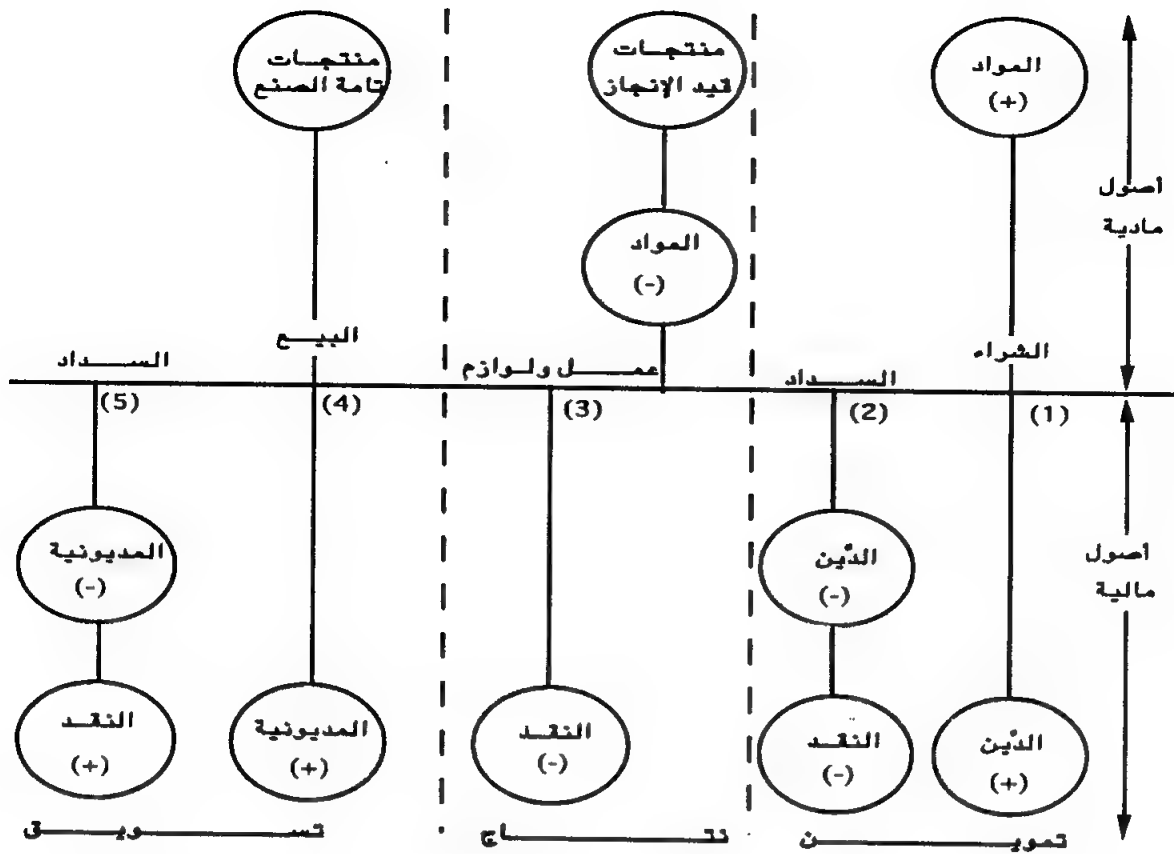 المواد
(+)
منتجات
قيد الإنجاز
منتجات
تامة الصنع
أصول
مادية
المواد
(-)
الشراء
البيع
السداد
عمل ولوازم
السداد
(1)
(2)
(3)
(4)
(5)
أصول
مالية
الدَّين
(-)
المديونية
(-)
الدَّين
(+)
النقد
(-)
النقد
(-)
المديونية
(+)
النقد
(+)
تموين
نتاج
تسويق